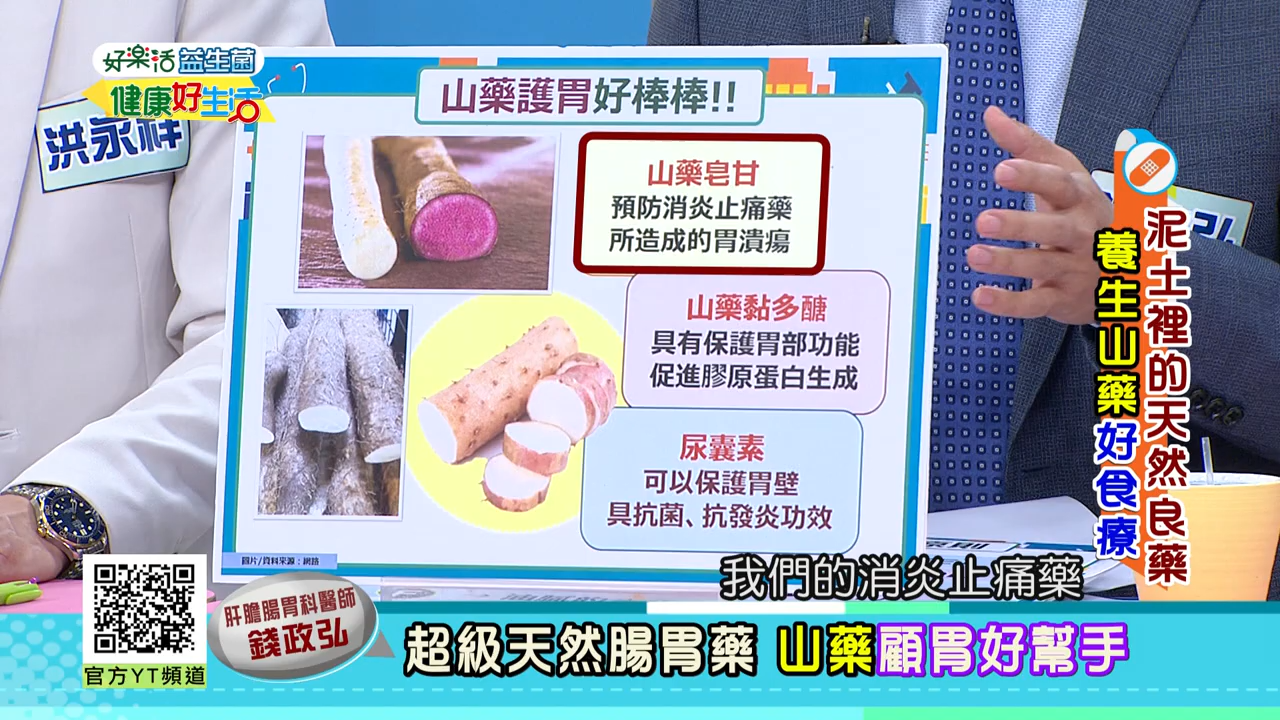 好樂活益生菌
健康好生活
洪永祥
山藥護胃好棒棒!!
山藥皂甘
預防消炎止痛藥
所造成的胃潰瘍
山藥黏多醣
具有保護胃部功能
促進膠原蛋白生成
尿囊素
可以保護胃壁
具抗菌、抗發炎功效
圖片/資料來源：網路
泥土裡的天然良藥
養生山藥好食療
我們的消炎止痛藥
肝膽腸胃科醫師
錢政弘
超級天然腸胃藥 山藥顧胃好幫手
官方YT頻道